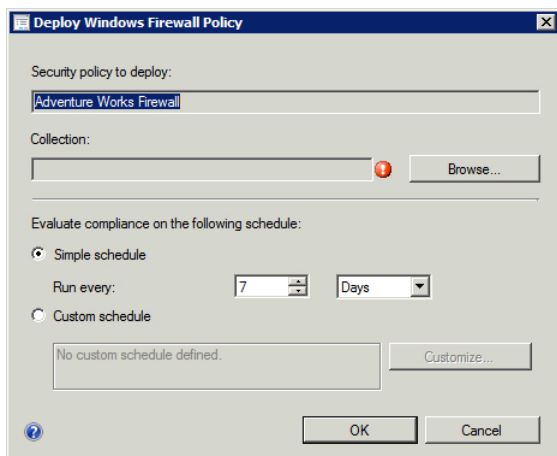 Deploy Windows Firewall Policy
Security policy to deploy:
Adventure Works Firewall
Collection:
Browse...
Evaluate compliance on the following schedule:
Simple schedule
Run every:
7
Days
Custom schedule
No custom schedule defined.
Customize...
OK
Cancel